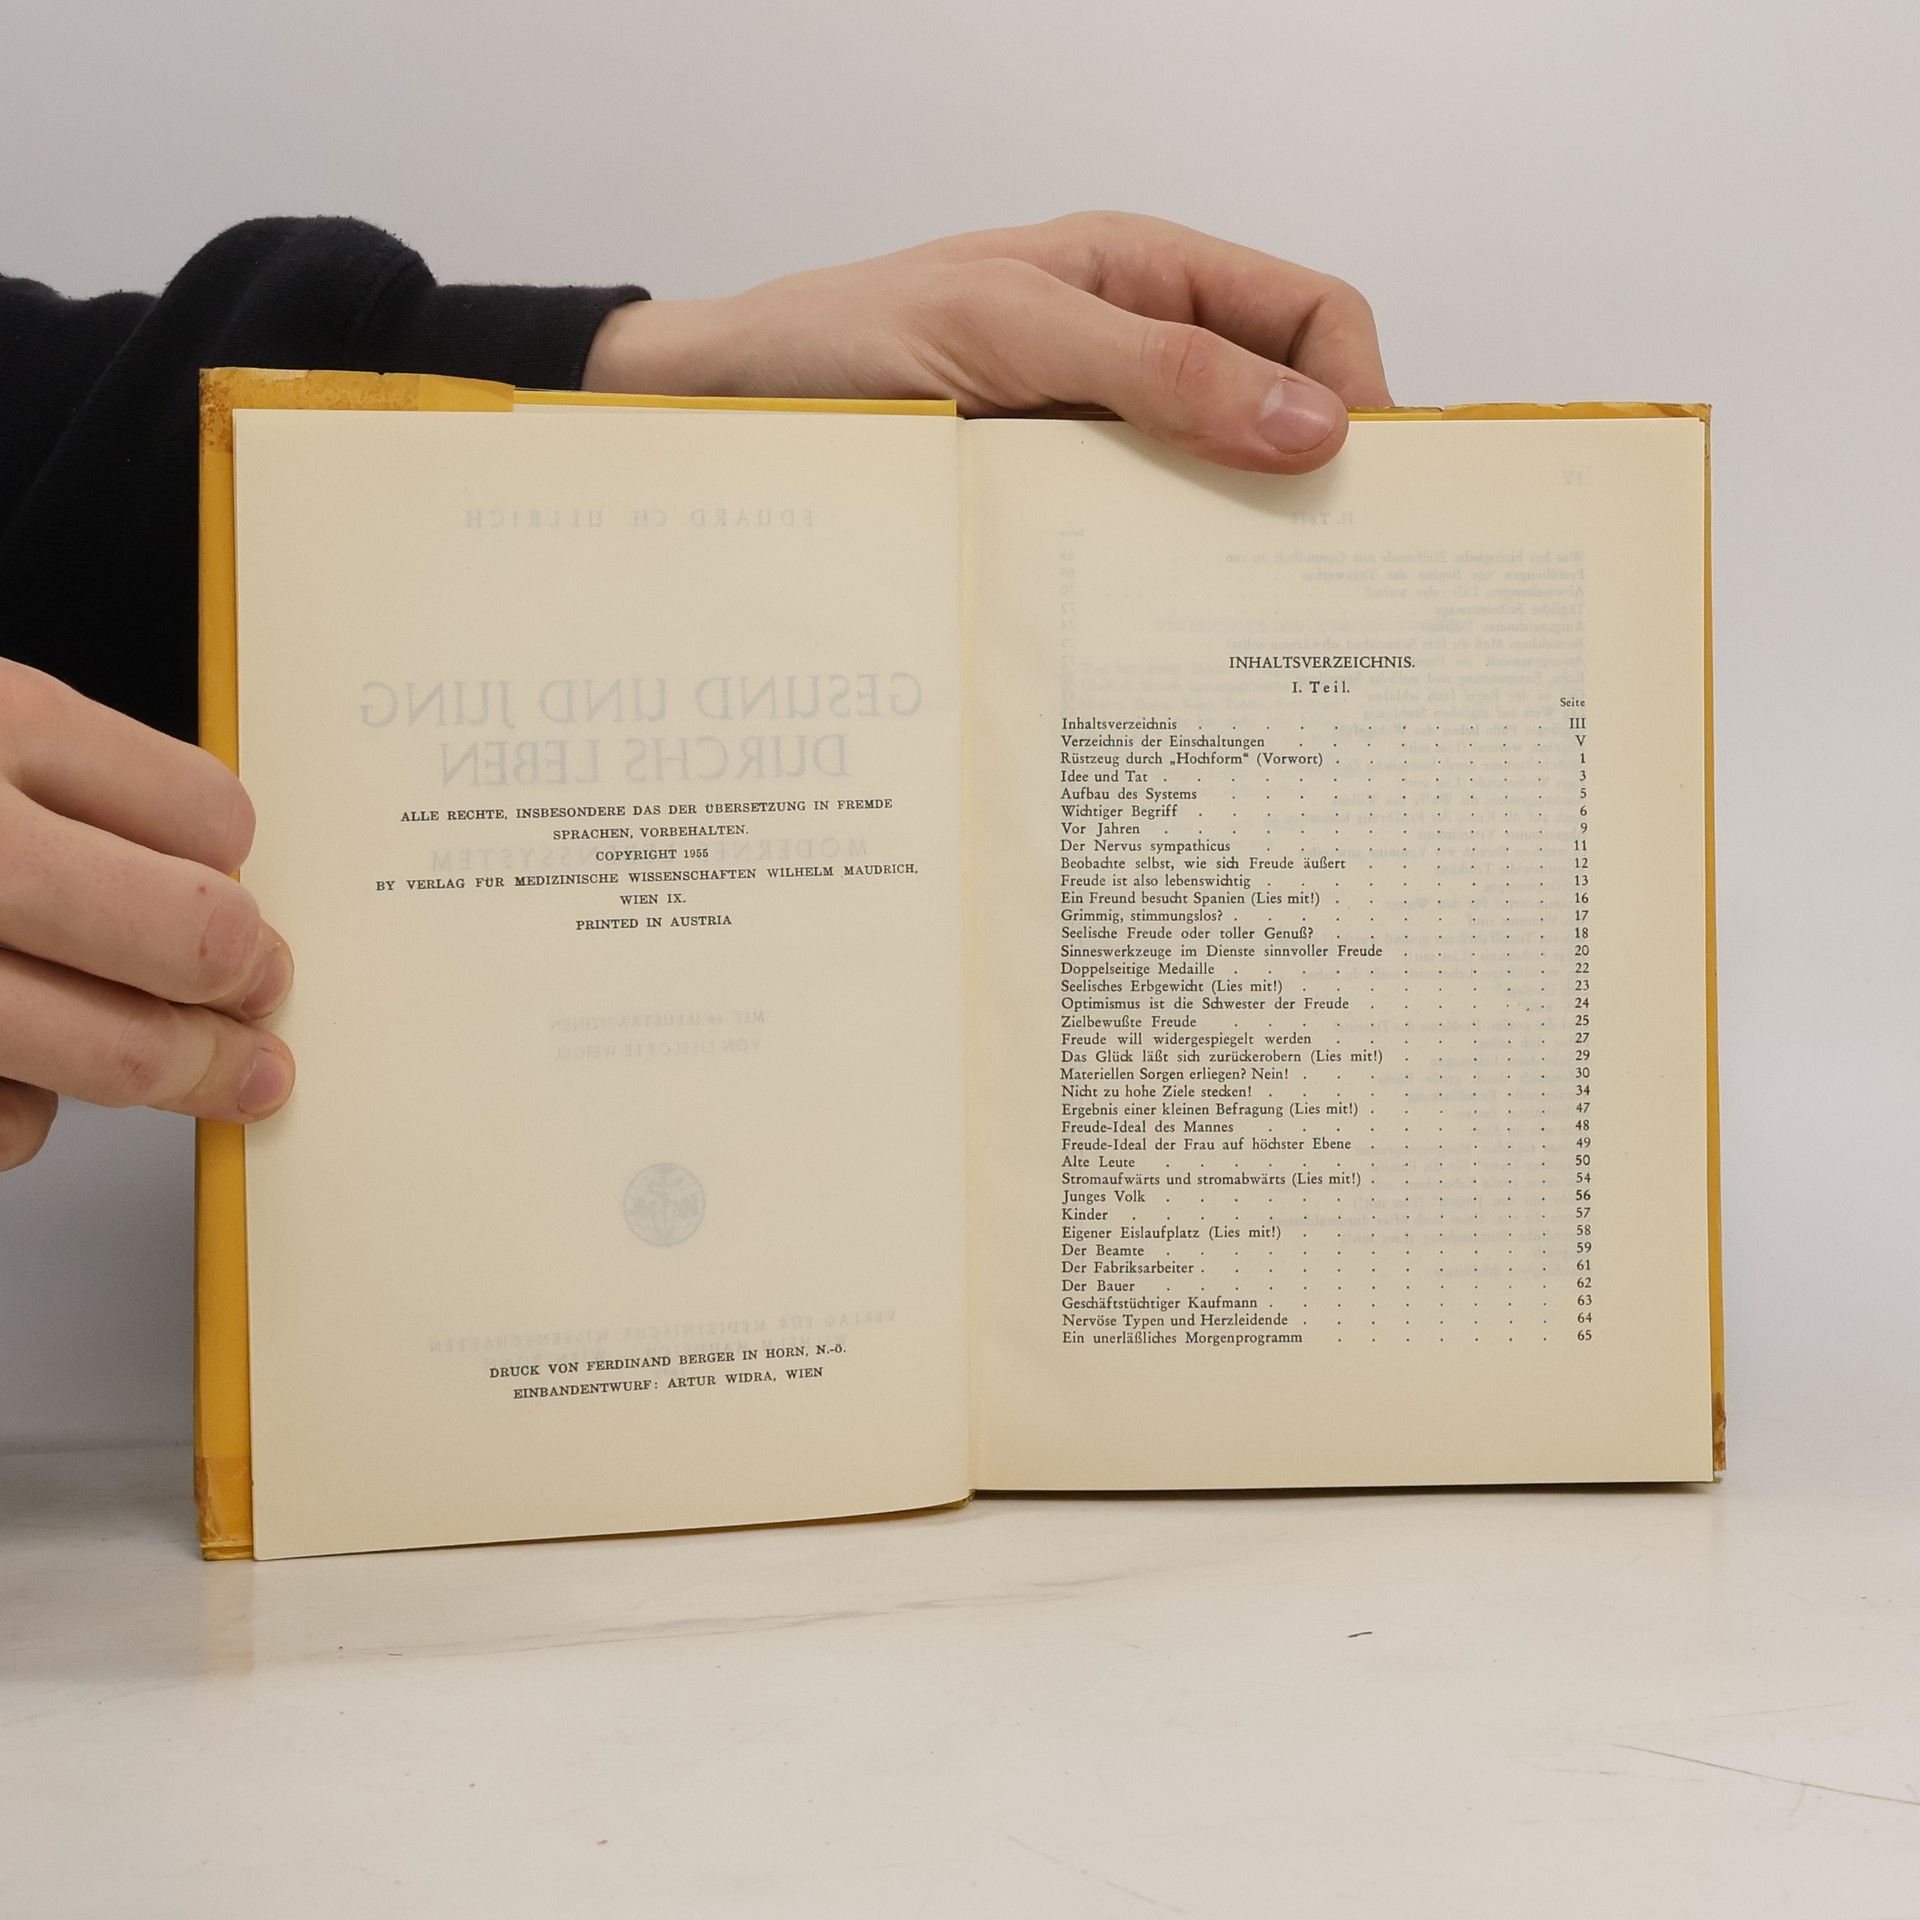 ALLE RECHTE, INSBESONDERE DAS DER ÜBERSETZUNG IN FREMDE
SPRACHEN, VORBEHALTEN.
COPYRIGHT 1955
BY VERLAG FÜR MEDIZINISCHE WISSENSCHAFTEN WILHELM MAUDRICH,
WIEN IX.
PRINTED IN AUSTRIA
DRUCK VON FERDINAND BERGER IN HORN, N.-Ö.
EINBANDENTWURF: ARTUR WIDRA, WIEN
INHALTSVERZEICHNIS.
I. Teil.
Seite
Inhaltsverzeichnis . . . . . . . . . . . III
Verzeichnis der Einschaltungen . . . . . . . . V
Rüstzeug durch „Hochform“ (Vorwort) . . . . . . . 1
Idee und Tat . . . . . . . . . . . . 3
Aufbau des Systems . . . . . . . . . . 5
Wichtiger Begriff . . . . . . . . . . . 6
Vor Jahren . . . . . . . . . . . . 9
Der Nervus sympathicus . . . . . . . . . 11
Beobachte selbst, wie sich Freude äußert . . . . . . 12
Freude ist also lebenswichtig . . . . . . . . . 13
Ein Freund besucht Spanien (Lies mit!) . . . . . . . 16
Grimmig, stimmungslos? . . . . . . . . . . 17
Seelische Freude oder toller Genuß? . . . . . . . 18
Sinneswerkzeuge im Dienste sinnvoller Freude . . . . . 20
Doppelseitige Medaille . . . . . . . . . . 22
Seelisches Erbgewicht (Lies mit!) . . . . . . . . 23
Optimismus ist die Schwester der Freude . . . . . . 24
Zielbewußte Freude . . . . . . . . . . 25
Freude will widergespiegelt werden . . . . . . . 27
Das Glück läßt sich zurückerobern (Lies mit!) . . . . . 29
Materiellen Sorgen erliegen? Nein! . . . . . . . . 30
Nicht zu hohe Ziele stecken! . . . . . . . . . 34
Ergebnis einer kleinen Befragung (Lies mit!) . . . . . . 47
Freude-Ideal des Mannes . . . . . . . . . 48
Freude-Ideal der Frau auf höchster Ebene . . . . . . 49
Alte Leute . . . . . . . . . . . . 50
Stromaufwärts und stromabwärts (Lies mit!) . . . . . . 54
Junges Volk . . . . . . . . . . . . 56
Kinder . . . . . . . . . . . . . 57
Eigener Eislaufplatz (Lies mit!) . . . . . . . . 58
Der Beamte . . . . . . . . . . . . 59
Der Fabriksarbeiter . . . . . . . . . . . 61
Der Bauer . . . . . . . . . . . . 62
Geschäftstüchtiger Kaufmann . . . . . . . . . 63
Nervöse Typen und Herzleidende . . . . . . . . 64
Ein unerläßliches Morgenprogramm . . . . . . . 65